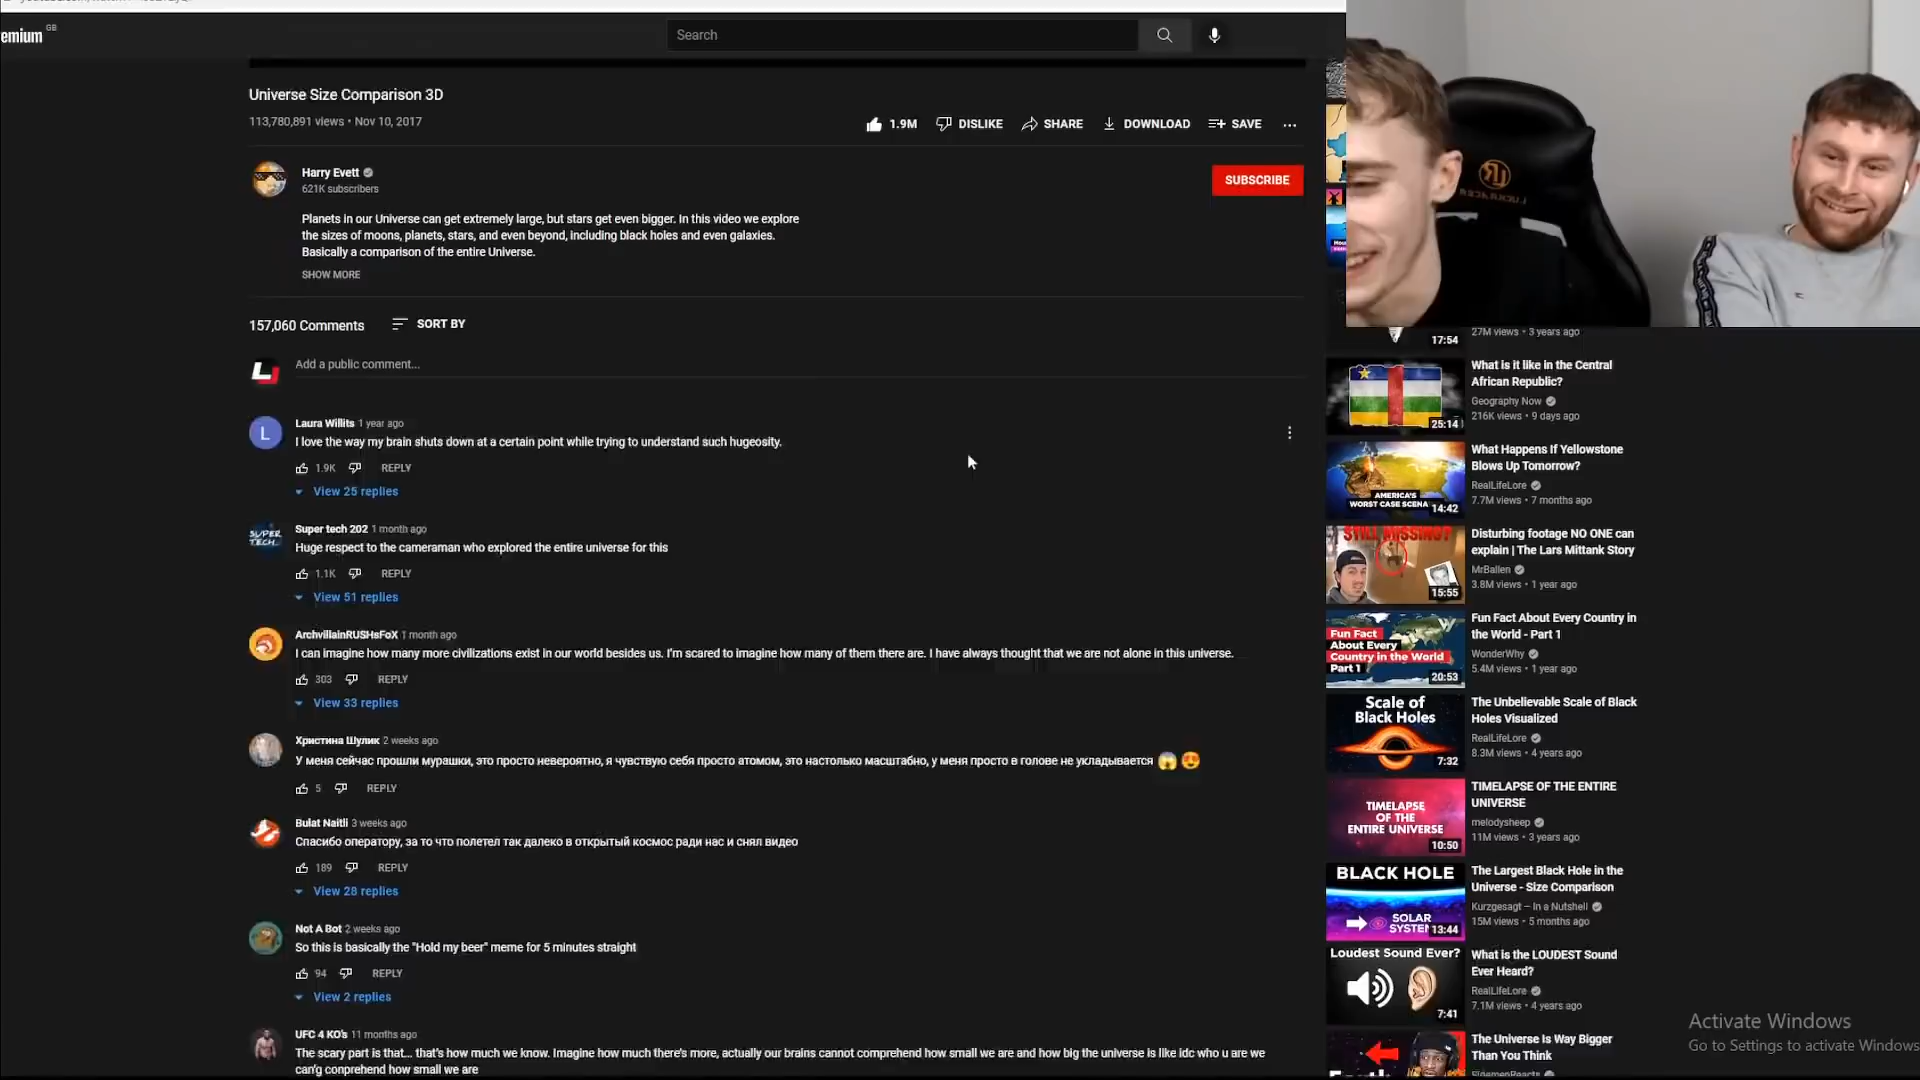 emium GB
Search
Universe Size Comparison 3D
113,780,891 views • Nov 10, 2017
1.9M DISLIKE SHARE DOWNLOAD SAVE
Harry Evett
621K subscribers
SUBSCRIBE
Planets in our Universe can get extremely large, but stars get even bigger. In this video we explore
the sizes of moons, planets, stars, and even beyond, including black holes and even galaxies.
Basically a comparison of the entire Universe.
SHOW MORE
157,060 Comments SORT BY
Add a public comment...
L
Laura Willits 1 year ago
I love the way my brain shuts down at a certain point while trying to understand such hugeosity.
1.9K REPLY
View 25 replies
SUPER
TECH
Super tech 202 1 month ago
Huge respect to the cameraman who explored the entire universe for this
1.1K REPLY
View 51 replies
ArchvillainRUSHsFoX 1 month ago
I can imagine how many more civilizations exist in our world besides us. I'm scared to imagine how many of them there are. I have always thought that we are not alone in this universe.
303 REPLY
View 33 replies
Христина Шулик 2 weeks ago
У меня сейчас прошли мурашки, это просто невероятно, я чувствую себя просто атомом, это настолько масштабно, у меня просто в голове не укладывается 😱 😍
5 REPLY
Bulat Naitli 3 weeks ago
Спасибо оператору, за то что полетел так далеко в открытый космос ради нас и снял видео
189 REPLY
View 28 replies
Not A Bot 2 weeks ago
So this is basically the "Hold my beer" meme for 5 minutes straight
94 REPLY
View 2 replies
UFC 4 KO's 11 months ago
The scary part is that... that's how much we know. Imagine how much there's more, actually our brains cannot comprehend how small we are and how big the universe is like idc who u are we
can'g conprehend how small we are
27M views • 3 years ago
17:54
What is it like in the Central
African Republic?
Geography Now
216K views • 9 days ago
25:14
What Happens If Yellowstone
Blows Up Tomorrow?
RealLifeLore
7.7M views • 7 months ago
AMERICA'S
WORST CASE SCENA
14:42
STILL MISSING?
Disturbing footage NO ONE can
explain | The Lars Mittank Story
MrBallen
3.8M views • 1 year ago
15:55
Fun Fact About Every Country in
the World - Part 1
WonderWhy
5.4M views • 1 year ago
Fun Fact
About Every
Country in the World
Part 1
20:53
The Unbelievable Scale of Black
Holes Visualized
RealLifeLore
8.3M views • 4 years ago
Scale of
Black Holes
7:32
TIMELAPSE OF THE ENTIRE
UNIVERSE
melodysheep
11M views • 3 years ago
TIMELAPSE
OF THE
ENTIRE UNIVERSE
10:50
The Largest Black Hole in the
Universe - Size Comparison
Kurzgesagt – In a Nutshell
15M views • 5 months ago
BLACK HOLE
SOLAR
SYSTEM
13:44
What is the LOUDEST Sound
Ever Heard?
RealLifeLore
7.1M views • 4 years ago
Loudest Sound Ever?
7:41
The Universe Is Way Bigger
Than You Think
SidemenReacts
Activate Windows
Go to Settings to activate Windows